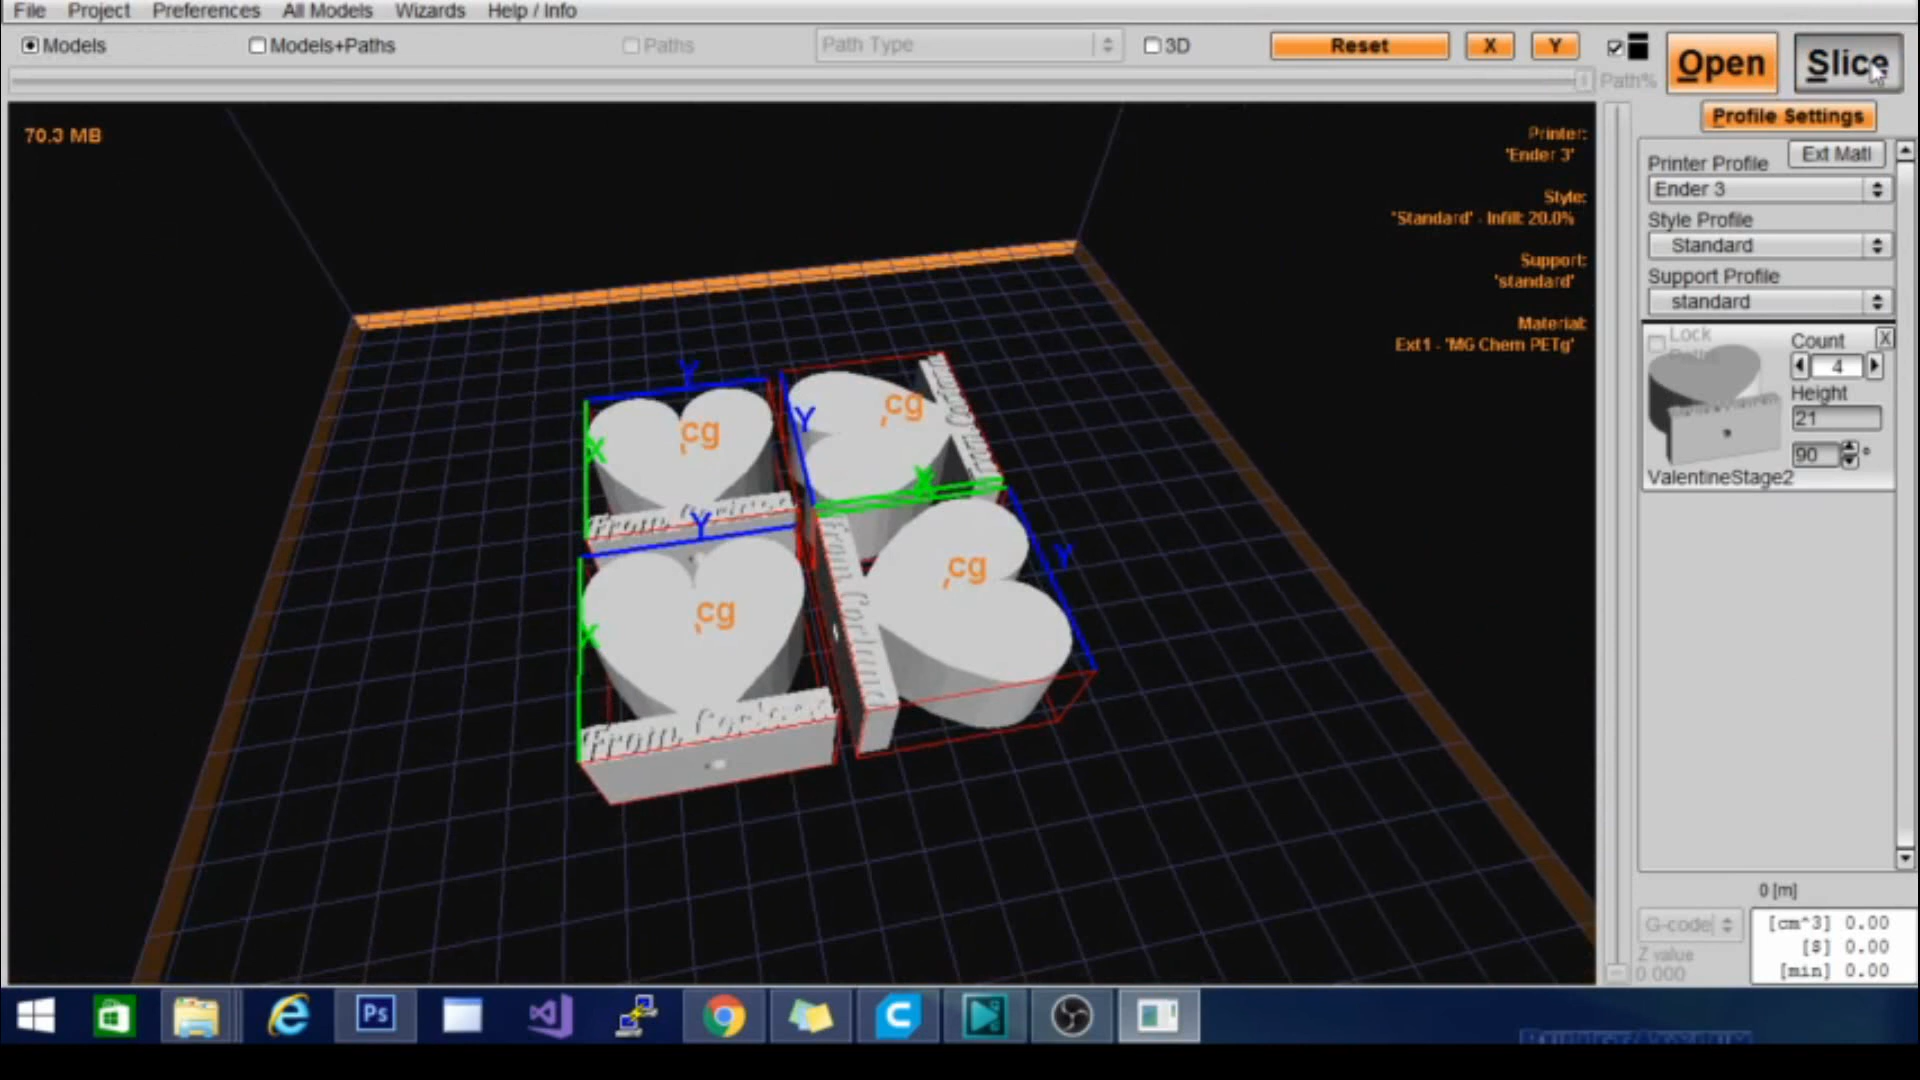 File Project Preferences All Models Wizards Help / Info
Models Models+Paths Paths Path Type 3D Reset X Y Open Slice
Path%
Profile Settings
70.3 MB
Printer:
'Ender 3'
Style:
'Standard' - Infill: 20.0%
Support:
'standard'
Material:
Ext1 - 'MG Chem PETg'
Printer Profile Ext Matl
Ender 3
Style Profile
Standard
Support Profile
standard
Lock
Count X
4
Height
21
90 °
ValentineStage2
Y
Y
X
,cg
,cg
X
From
Y
Y
,cg
X
,cg
From
From
0 [m]
G-code
[cm^3] 0.00
[$] 0.00
[min] 0.00
Z value
0.000
Ps